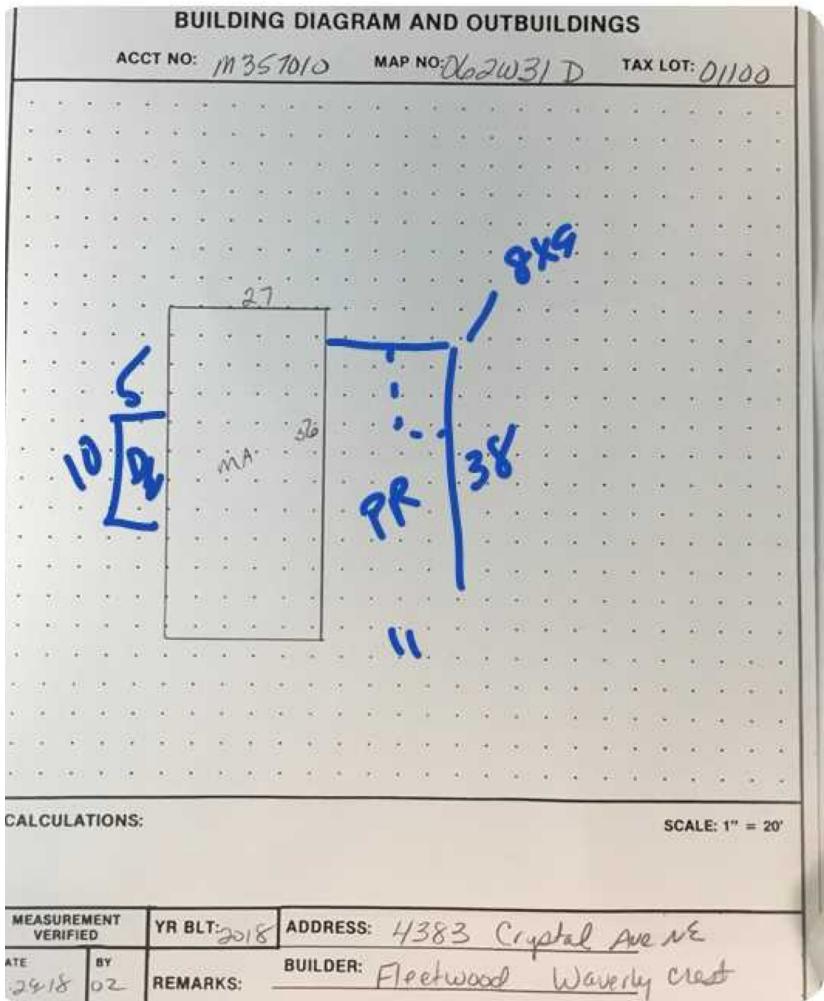 BUILDING DIAGRAM AND OUTBUILDINGS
ACCT NO: M357010 MAP NO: 062W31 D TAX LOT: 01100
8X9
27
5
10
MA
56
38
PR
11
CALCULATIONS:
SCALE: 1" = 20'
MEASUREMENT VERIFIED
YR BLT: 2018
ADDRESS: 4383 Crystal Ave NE
ATE
BY
02
REMARKS:
BUILDER: Fleetwood Waverly Crest